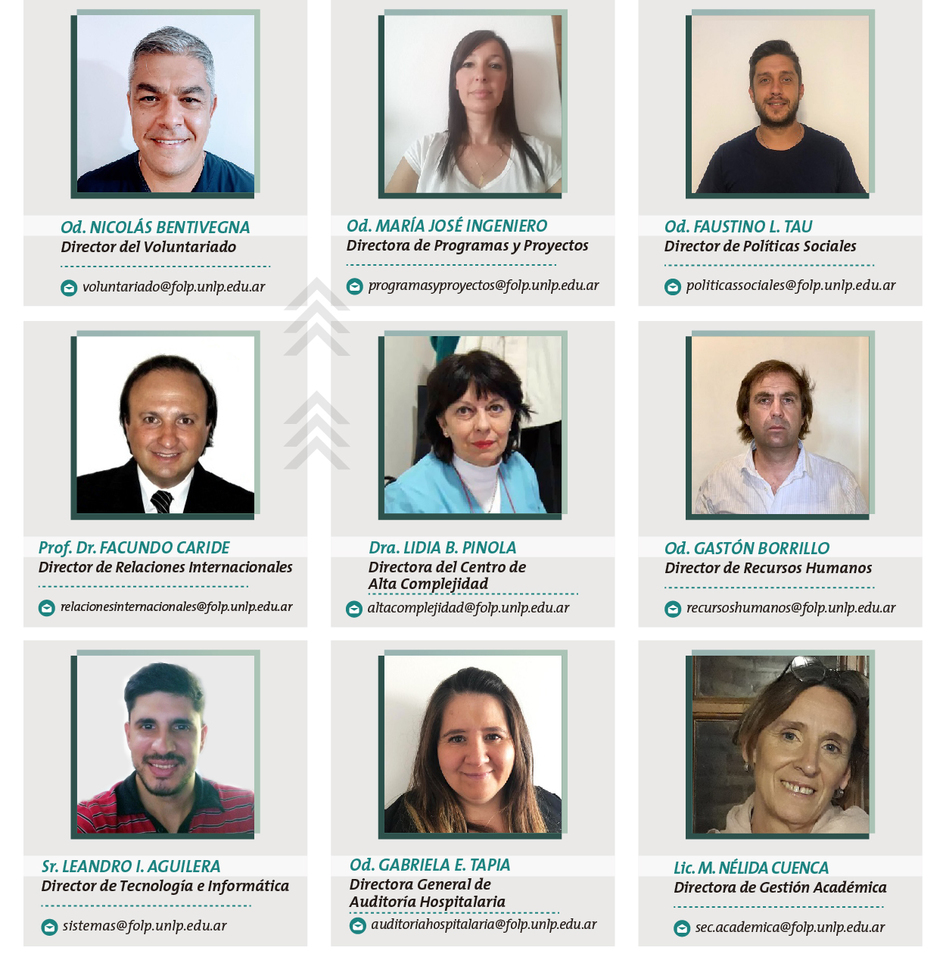 Od. NICOLÁS BENTIVEGNA
Director del Voluntariado
voluntariado@folp.unlp.edu.ar
Od. MARÍA JOSÉ INGENIERO
Directora de Programas y Proyectos
programasyproyectos@folp.unlp.edu.ar
Od. FAUSTINO L. TAU
Director de Políticas Sociales
politicassociales@folp.unlp.edu.ar
Prof. Dr. FACUNDO CARIDE
Director de Relaciones Internacionales
relacionesinternacionales@folp.unlp.edu.ar
Dra. LIDIA B. PINOLA
Directora del Centro de
Alta Complejidad
altacomplejidad@folp.unlp.edu.ar
Od. GASTÓN BORRILLO
Director de Recursos Humanos
recursoshumanos@folp.unlp.edu.ar
Sr. LEANDRO I. AGUILERA
Director de Tecnología e Informática
sistemas@folp.unlp.edu.ar
Od. GABRIELA E. TAPIA
Directora General de
Auditoría Hospitalaria
auditoriahospitalaria@folp.unlp.edu.ar
Lic. M. NÉLIDA CUENCA
Directora de Gestión Académica
sec.academica@folp.unlp.edu.ar